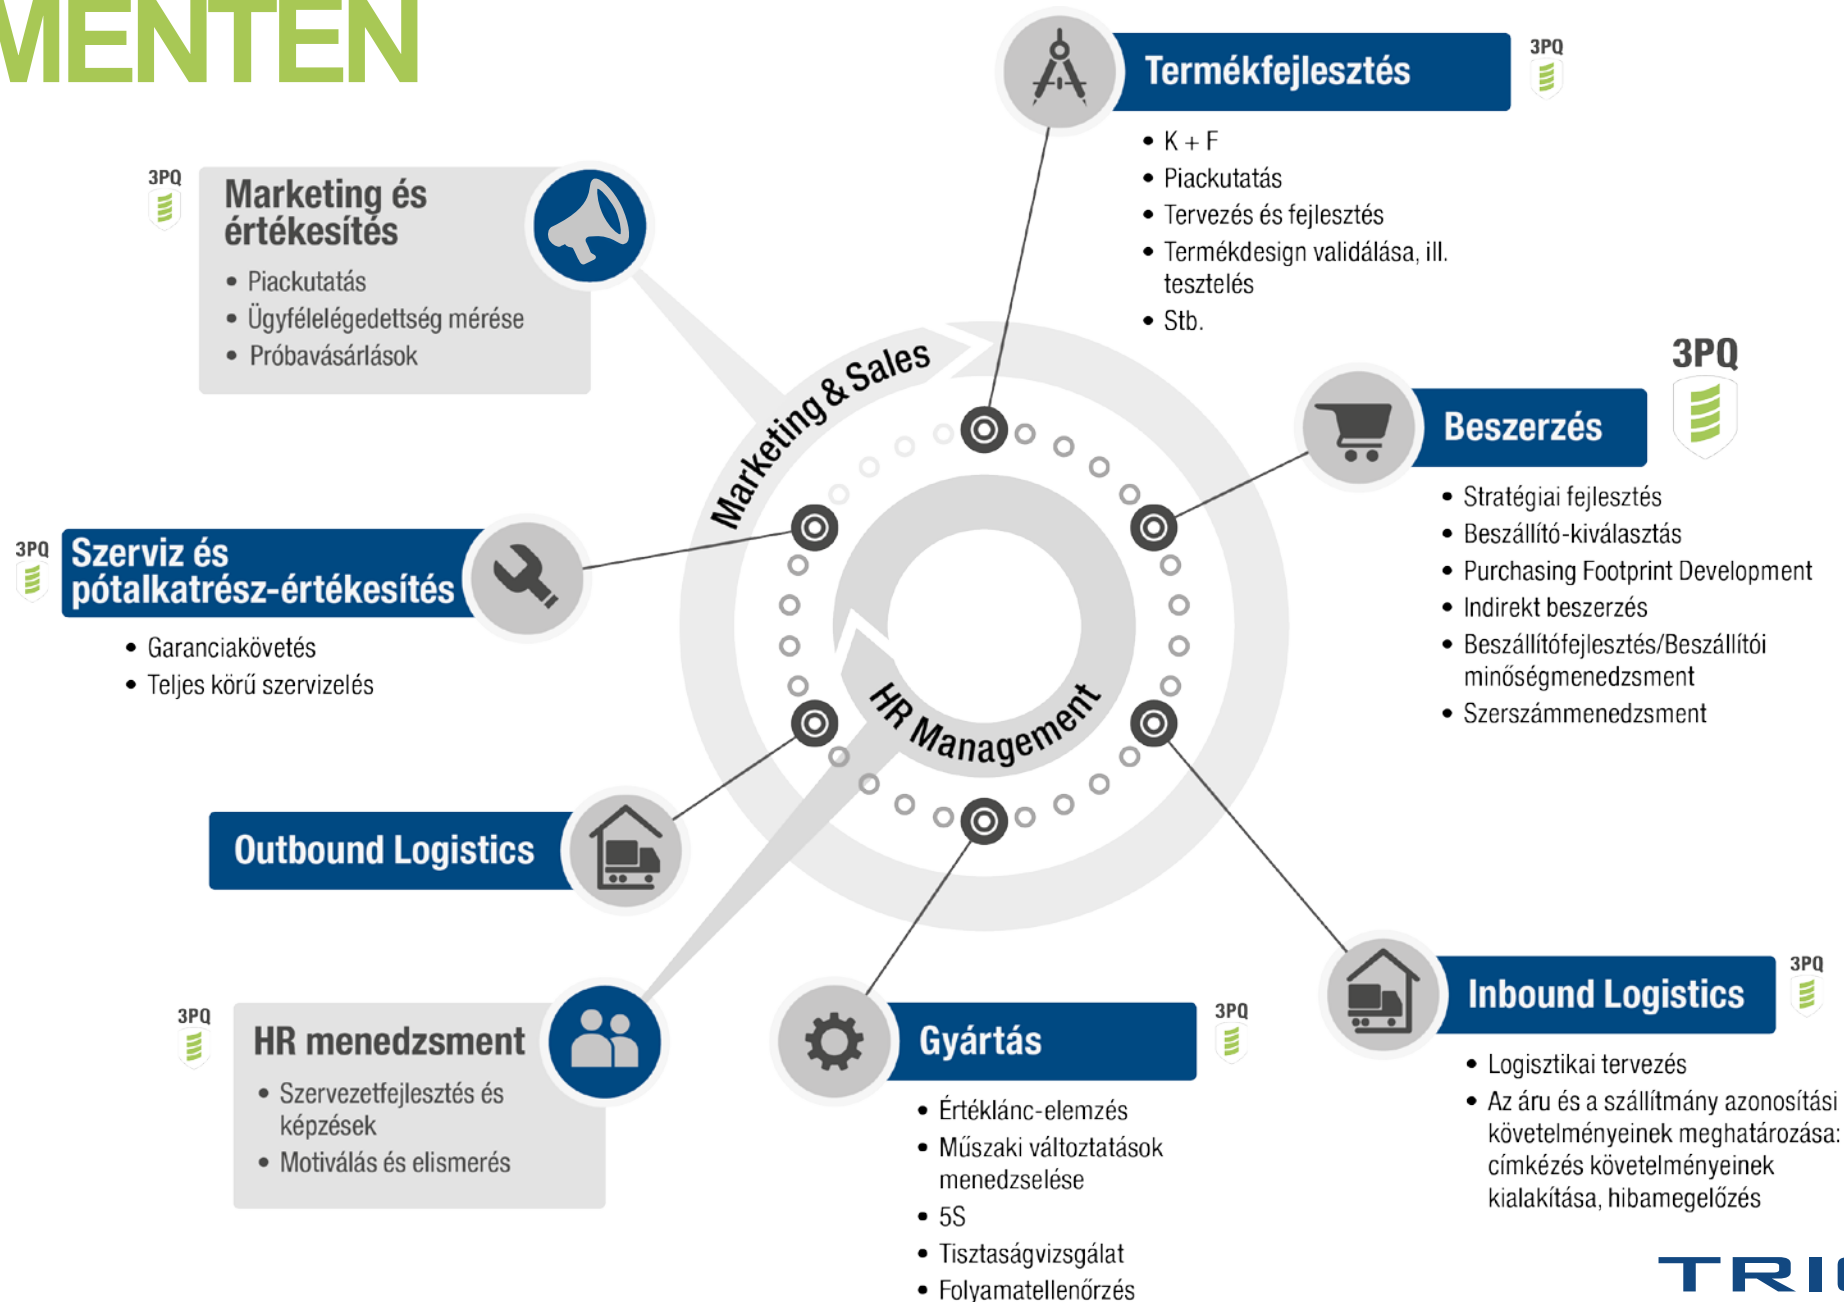 MENTEN
3PQ
Termékfejlesztés
• K + F
• Piackutatás
• Tervezés és fejlesztés
• Termékdesign validálása, ill.
tesztelés
• Stb.
3PQ
Marketing és
értékesítés
• Piackutatás
• Ügyfélelégedettség mérése
• Próbavásárlások
Marketing & Sales
3PQ
Beszerzés
• Stratégiai fejlesztés
• Beszállító-kiválasztás
• Purchasing Footprint Development
• Indirekt beszerzés
• Beszállítófejlesztés/Beszállítói
minőségmenedzsment
• Szerszámmenedzsment
3PQ
Szerviz és
pótalkatrész-értékesítés
• Garanciakövetés
• Teljes körű szervizelés
HR Management
Outbound Logistics
3PQ
Inbound Logistics
• Logisztikai tervezés
• Az áru és a szállítmány azonosítási
követelményeinek meghatározása:
címkézés követelményeinek
kialakítása, hibamegelőzés
3PQ
HR menedzsment
• Szervezetfejlesztés és
képzések
• Motiválás és elismerés
3PQ
Gyártás
• Értéklánc-elemzés
• Műszaki változtatások
menedzselése
• 5S
• Tisztaságvizsgálat
• Folyamatellenőrzés
TRI